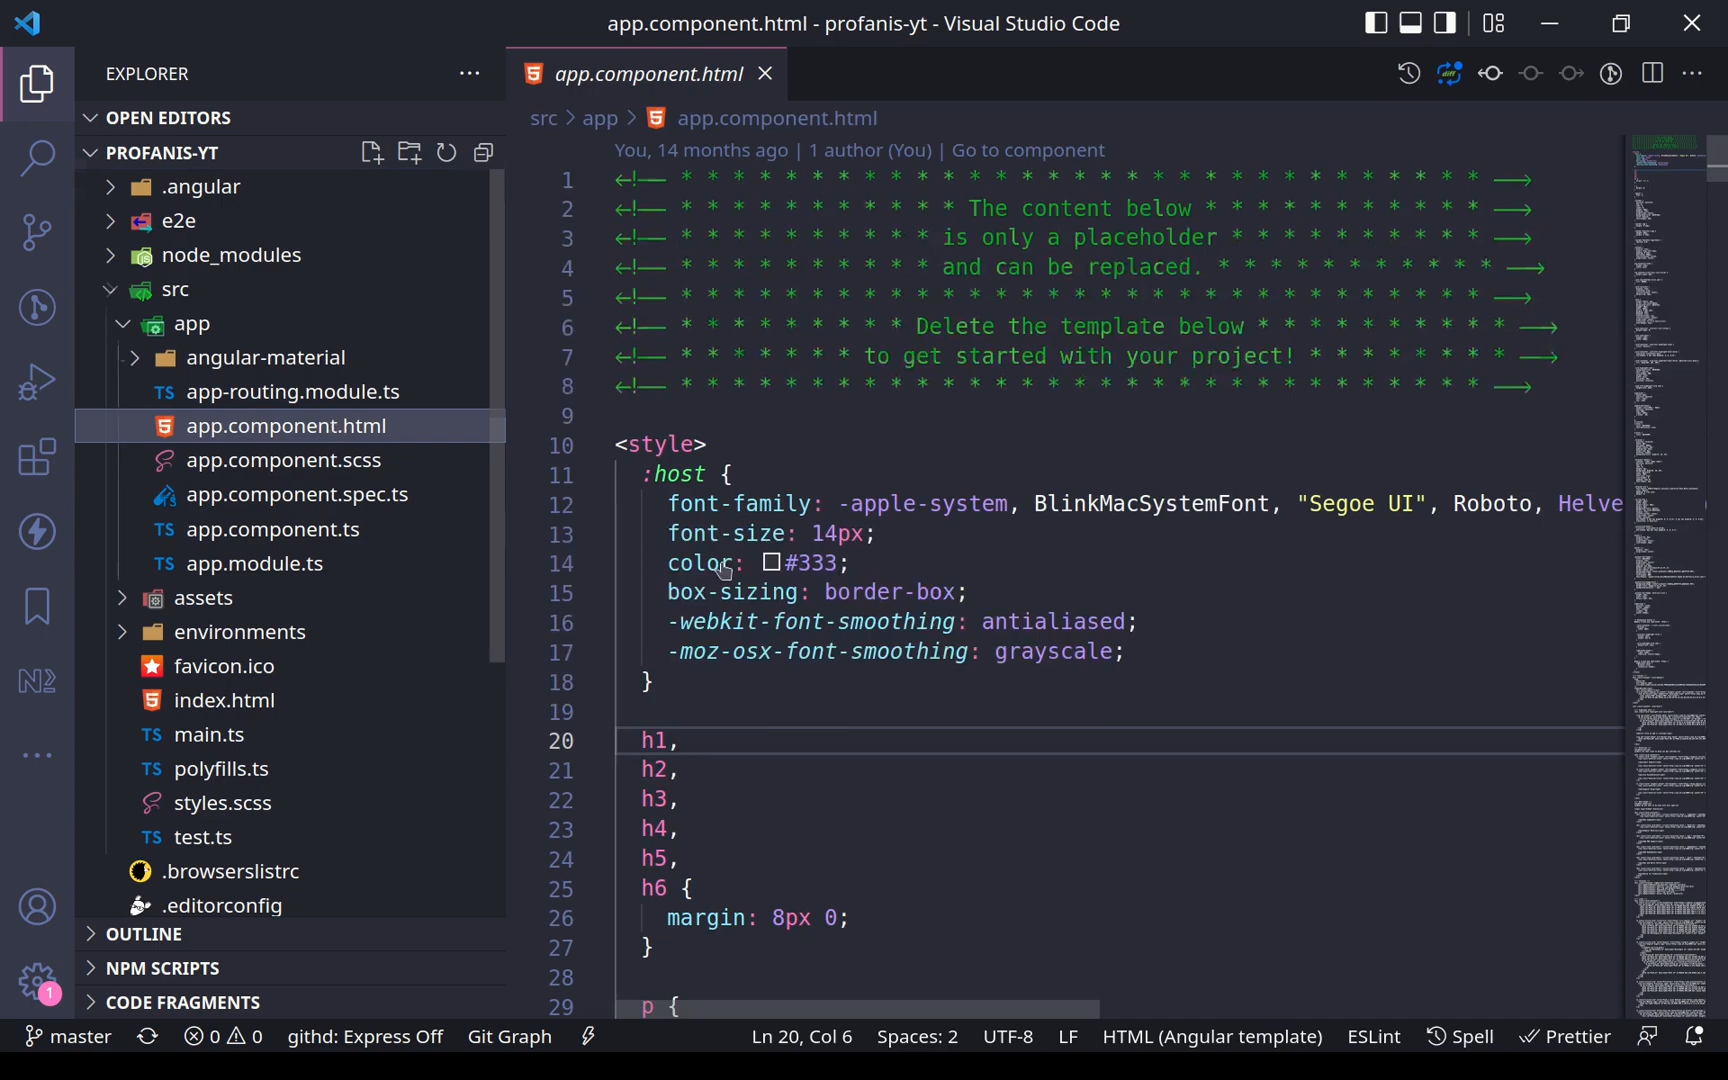 app.component.html - profanis-yt - Visual Studio Code
EXPLORER
OPEN EDITORS
PROFANIS-YT
.angular
e2e
node_modules
src
app
angular-material
TS app-routing.module.ts
app.component.html
app.component.scss
app.component.spec.ts
TS app.component.ts
TS app.module.ts
assets
environments
favicon.ico
index.html
TS main.ts
TS polyfills.ts
styles.scss
TS test.ts
.browserslistrc
.editorconfig
OUTLINE
NPM SCRIPTS
CODE FRAGMENTS
1
app.component.html
diff
src > app > app.component.html
You, 14 months ago | 1 author (You) | Go to component
1 <!-- * * * * * * * * * * * * * * * * * * * * * * * * * * * * * * * -->
2 <!-- * * * * * * * * * * * The content below * * * * * * * * * * * -->
3 <!-- * * * * * * * * * * is only a placeholder * * * * * * * * * * -->
4 <!-- * * * * * * * * * * and can be replaced. * * * * * * * * * * * -->
5 <!-- * * * * * * * * * * * * * * * * * * * * * * * * * * * * * * * -->
6 <!-- * * * * * * * * * Delete the template below * * * * * * * * * * -->
7 <!-- * * * * * * * to get started with your project! * * * * * * * * -->
8 <!-- * * * * * * * * * * * * * * * * * * * * * * * * * * * * * * * -->
9
10 <style>
11 :host {
12 font-family: -apple-system, BlinkMacSystemFont, "Segoe UI", Roboto, Helve
13 font-size: 14px;
14 color: #333;
15 box-sizing: border-box;
16 -webkit-font-smoothing: antialiased;
17 -moz-osx-font-smoothing: grayscale;
18 }
19
20 h1,
21 h2,
22 h3,
23 h4,
24 h5,
25 h6 {
26 margin: 8px 0;
27 }
28
29 p {
master 0 0 githd: Express Off Git Graph Ln 20, Col 6 Spaces: 2 UTF-8 LF HTML (Angular template) ESLint Spell Prettier